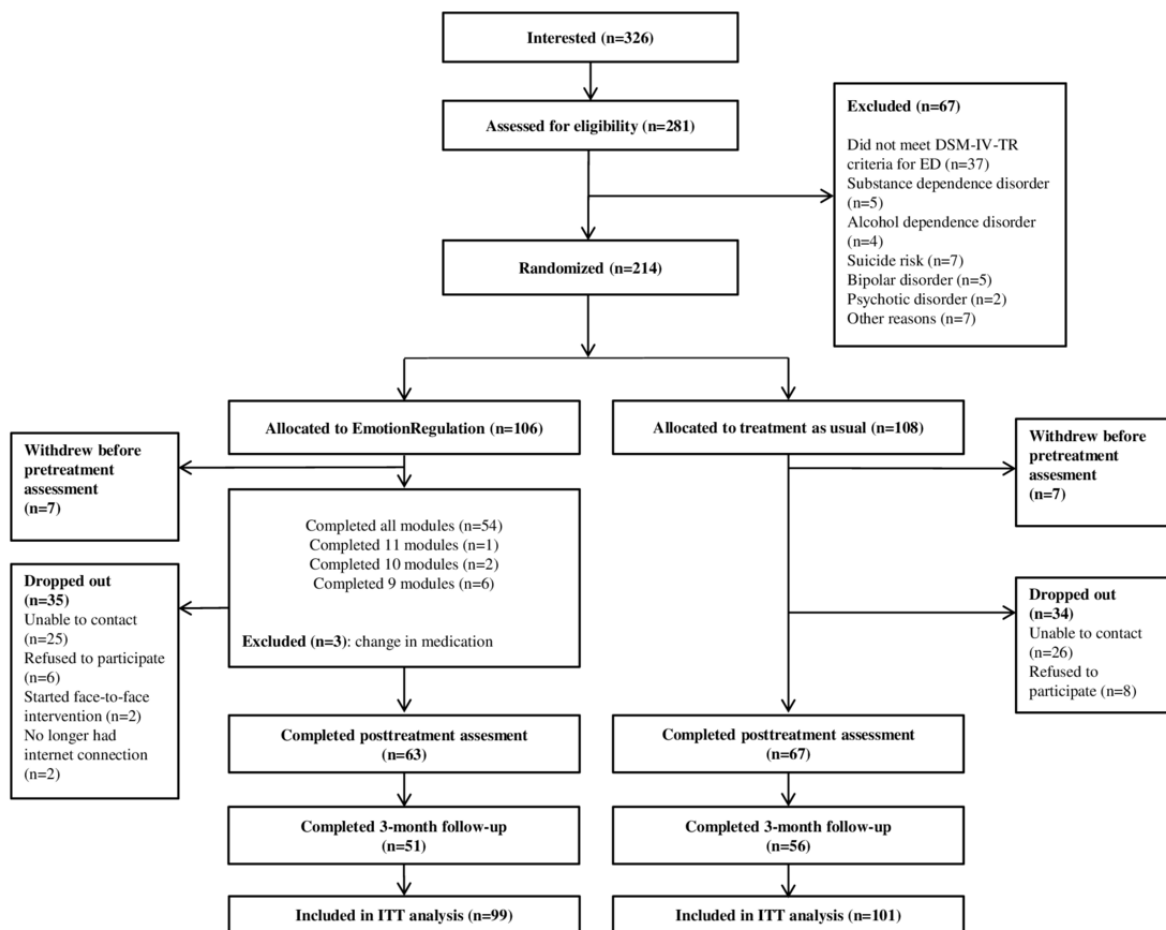 Interested (n=326)
Assessed for eligibility (n=281)
Excluded (n=67)
Did not meet DSM-IV-TR
criteria for ED (n=37)
Substance dependence disorder
(n=5)
Alcohol dependence disorder
(n=4)
Suicide risk (n=7)
Bipolar disorder (n=5)
Psychotic disorder (n=2)
Other reasons (n=7)
Randomized (n=214)
Allocated to EmotionRegulation (n=106)
Allocated to treatment as usual (n=108)
Withdrew before
pretreatment
assessment
(n=7)
Withdrew before
pretreatment
assesment
(n=7)
Completed all modules (n=54)
Completed 11 modules (n=1)
Completed 10 modules (n=2)
Completed 9 modules (n=6)
Excluded (n=3): change in medication
Dropped out
(n=35)
Unable to contact
(n=25)
Refused to participate
(n=6)
Started face-to-face
intervention (n=2)
No longer had
internet connection
(n=2)
Dropped out
(n=34)
Unable to contact
(n=26)
Refused to
participate (n=8)
Completed posttreatment assesment
(n=63)
Completed posttreatment assessment
(n=67)
Completed 3-month follow-up
(n=51)
Completed 3-month follow-up
(n=56)
Included in ITT analysis (n=99)
Included in ITT analysis (n=101)